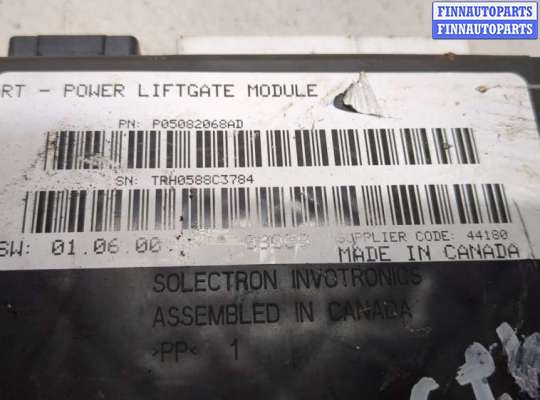 FINNAUTOPARTS
FINNAUTOPARTS
RT - POWER LIFTGATE MODULE
PN: P05082068AD
SN: TRH0588C3784
SW: 01.06.00
SUPPLIER CODE: 44180
MADE IN CANADA
SOLECTRON INVOTRONICS
ASSEMBLED IN CANADA
>PP< 1